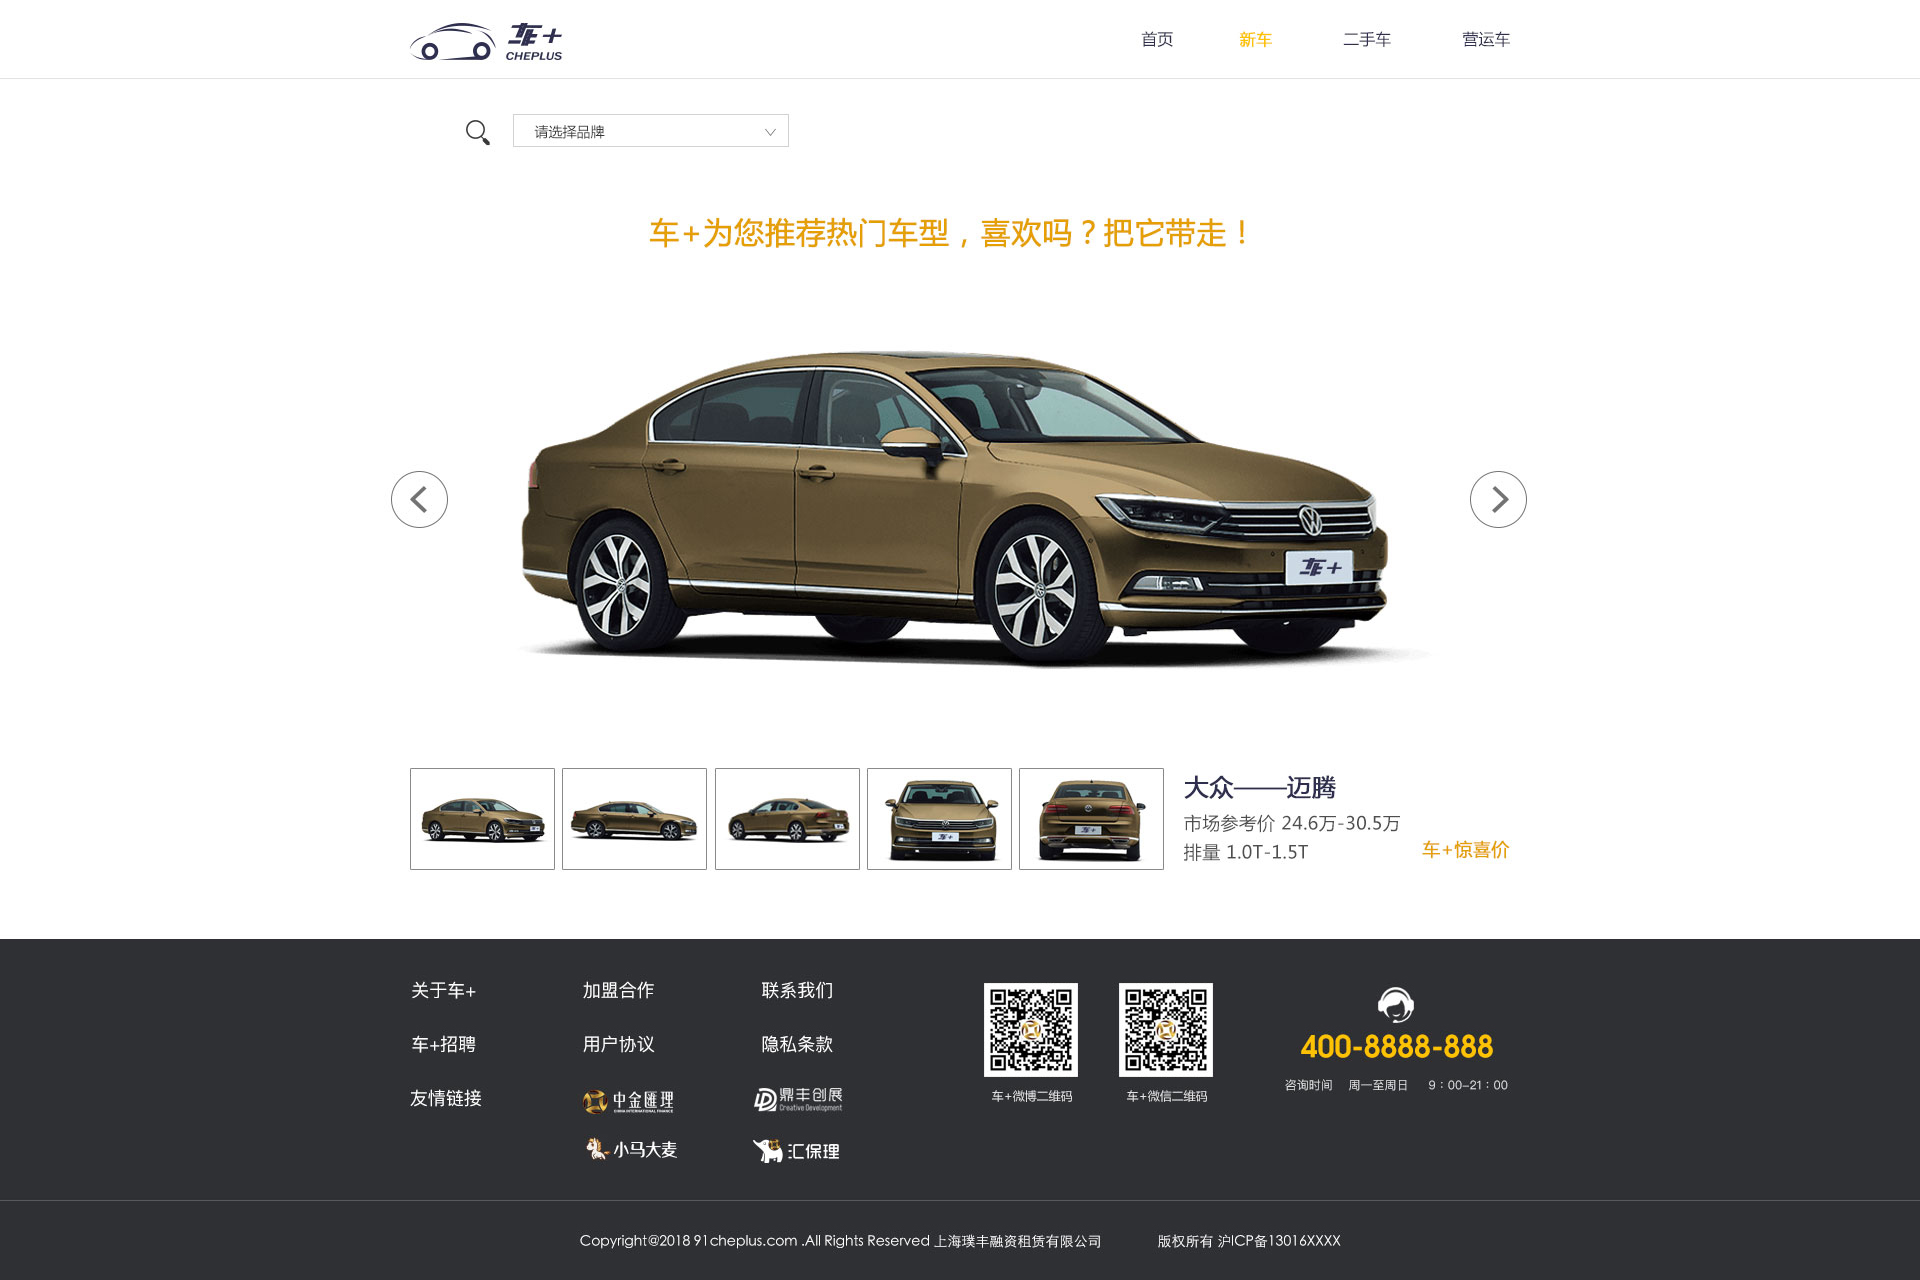 车+
CHEPLUS
首页
新车
二手车
营运车
请选择品牌
车+为您推荐热门车型，喜欢吗？把它带走！
车+
大众——迈腾
市场参考价 24.6万-30.5万
排量 1.0T-1.5T
车+惊喜价
车+
车+
关于车+
加盟合作
联系我们
车+招聘
用户协议
隐私条款
友情链接
中金匯理
CHINA INTERNATIONAL FINANCE
鼎丰创展
Creative Development
小马大麦
汇保理
车+微博二维码
车+微信二维码
400-8888-888
咨询时间 周一至周日 9：00-21：00
Copyright@2018 91cheplus.com .All Rights Reserved 上海璞丰融资租赁有限公司 版权所有 沪ICP备13016XXXX